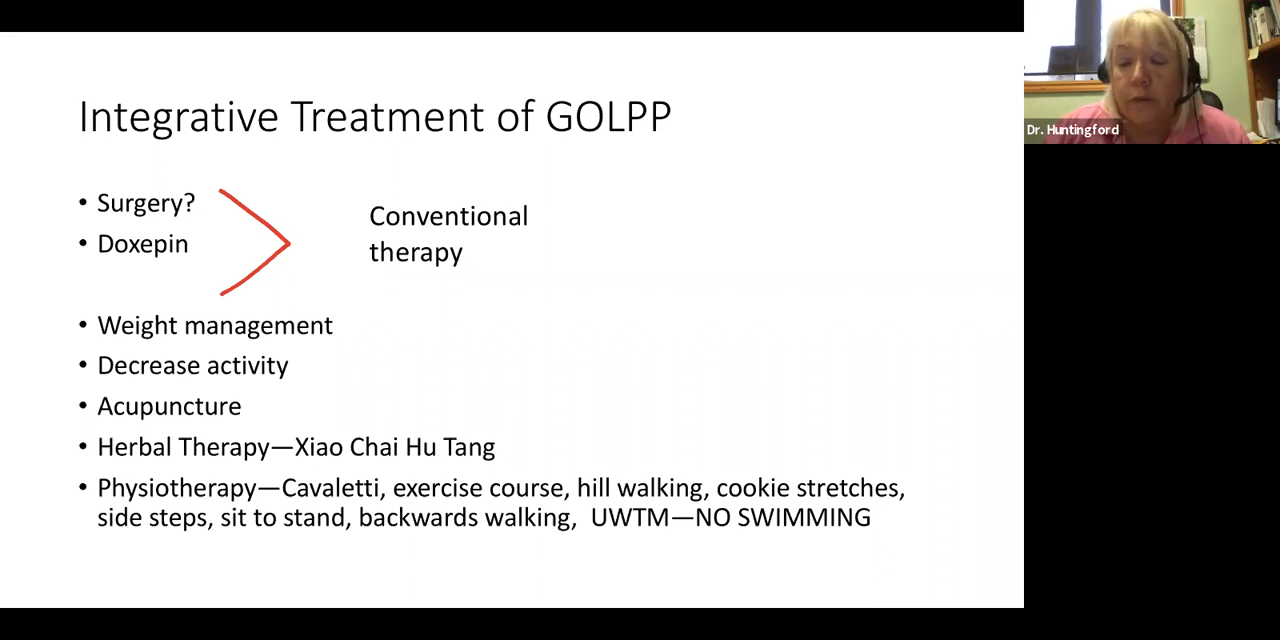 Integrative Treatment of GOLPP
• Surgery?
• Doxepin
Conventional
therapy
• Weight management
• Decrease activity
• Acupuncture
• Herbal Therapy—Xiao Chai Hu Tang
• Physiotherapy—Cavaletti, exercise course, hill walking, cookie stretches,
side steps, sit to stand, backwards walking,  UWTM—NO SWIMMING
Dr. Huntingford